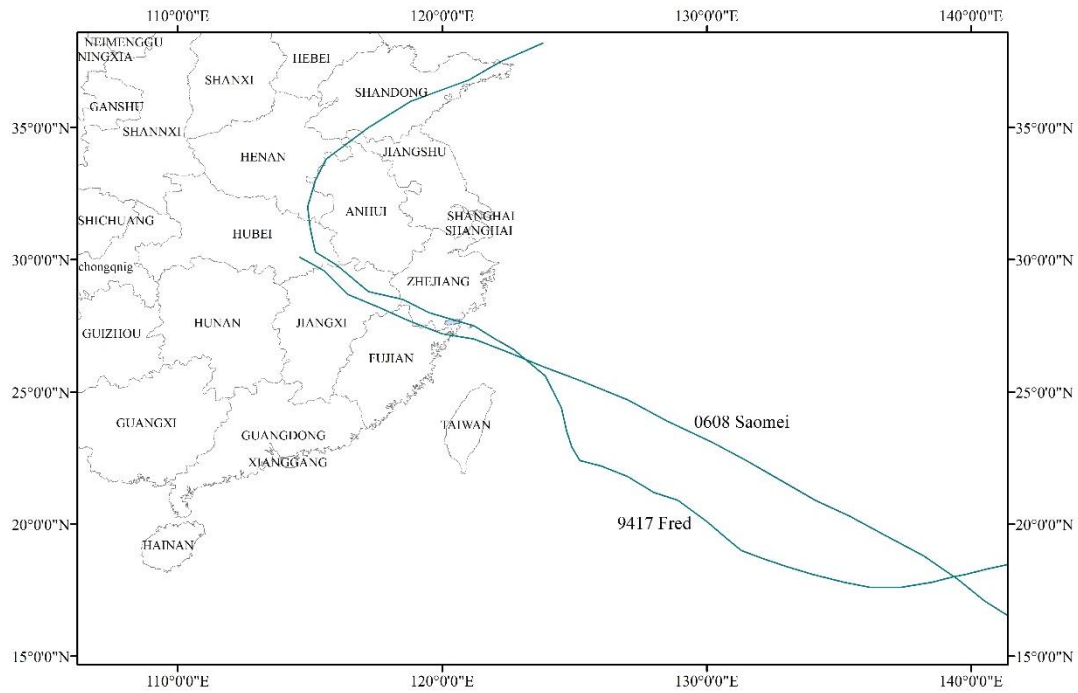 110°0'0"E 120°0'0"E 130°0'0"E 140°0'0"E
NEIMENGGU
NINGXIA
HEBEI
SHANXI
SHANDONG
GANSHU
35°0'0"N 35°0'0"N
SHANNXI
JIANGSHU
HENAN
ANHUI
SHANGHAI
SHICHUANG
SHANGHAI
HUBEI
30°0'0"N 30°0'0"N
chongqnig
ZHEJIANG
HUNAN
JIANGXI
GUIZHOU
FUJIAN
25°0'0"N 25°0'0"N
GUANGXI
TAIWAN
0608 Saomei
GUANGDONG
XIANGGANG
9417 Fred
20°0'0"N 20°0'0"N
HAINAN
15°0'0"N 15°0'0"N
110°0'0"E 120°0'0"E 130°0'0"E 140°0'0"E